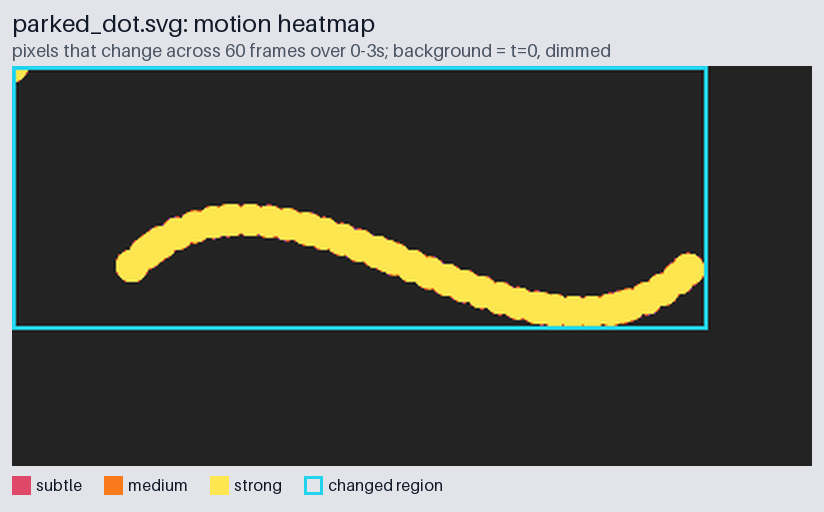 parked_dot.svg: motion heatmap
pixels that change across 60 frames over 0-3s; background = t=0, dimmed
subtle medium strong changed region